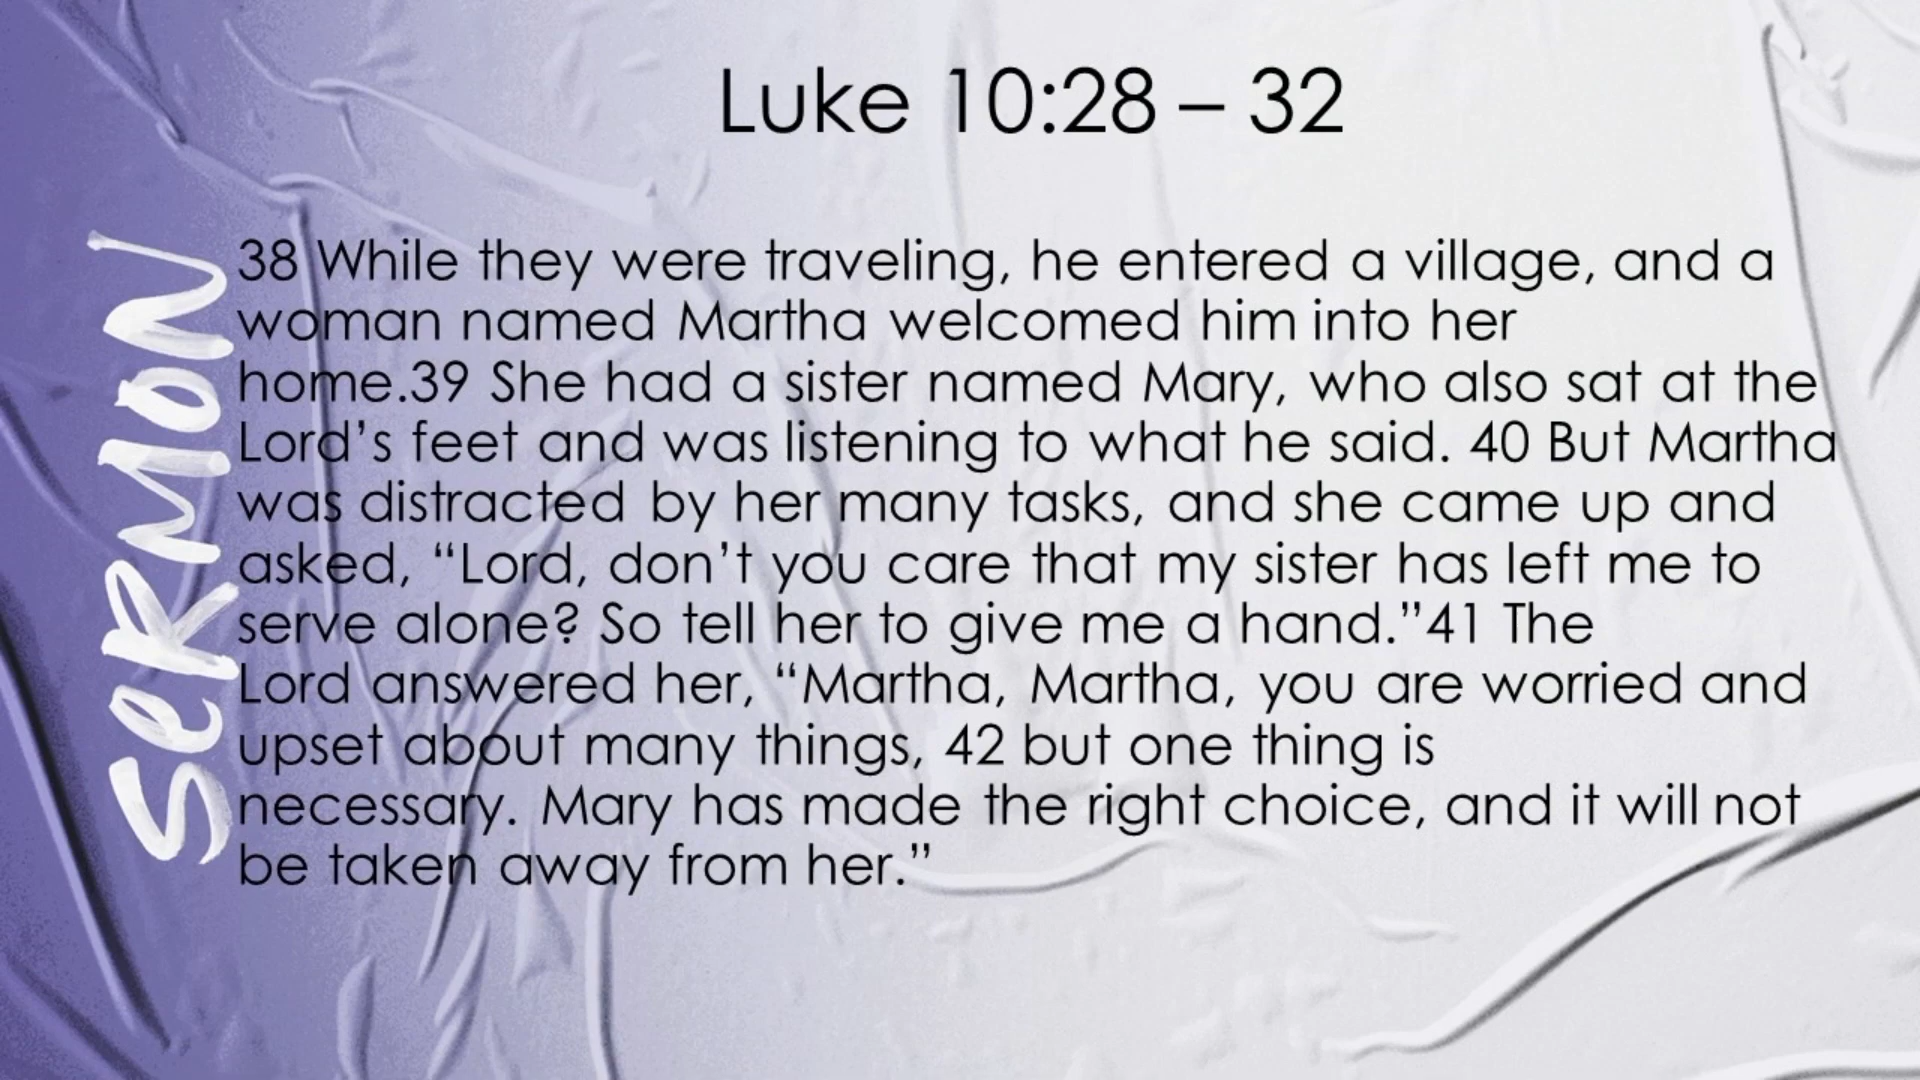 Luke 10:28 – 32
SeRMON
38 While they were traveling, he entered a village, and a
woman named Martha welcomed him into her
home.39 She had a sister named Mary, who also sat at the
Lord’s feet and was listening to what he said. 40 But Martha
was distracted by her many tasks, and she came up and
asked, “Lord, don’t you care that my sister has left me to
serve alone? So tell her to give me a hand.”41 The
Lord answered her, “Martha, Martha, you are worried and
upset about many things, 42 but one thing is
necessary. Mary has made the right choice, and it will not
be taken away from her.”